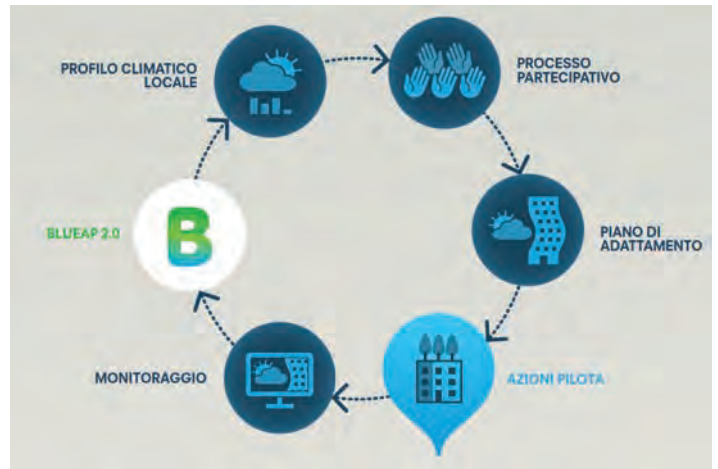 PROFILO CLIMATICO
LOCALE
PROCESSO
PARTECIPATIVO
BLUEAP 2.0
B
PIANO DI
ADATTAMENTO
MONITORAGGIO
AZIONI PILOTA